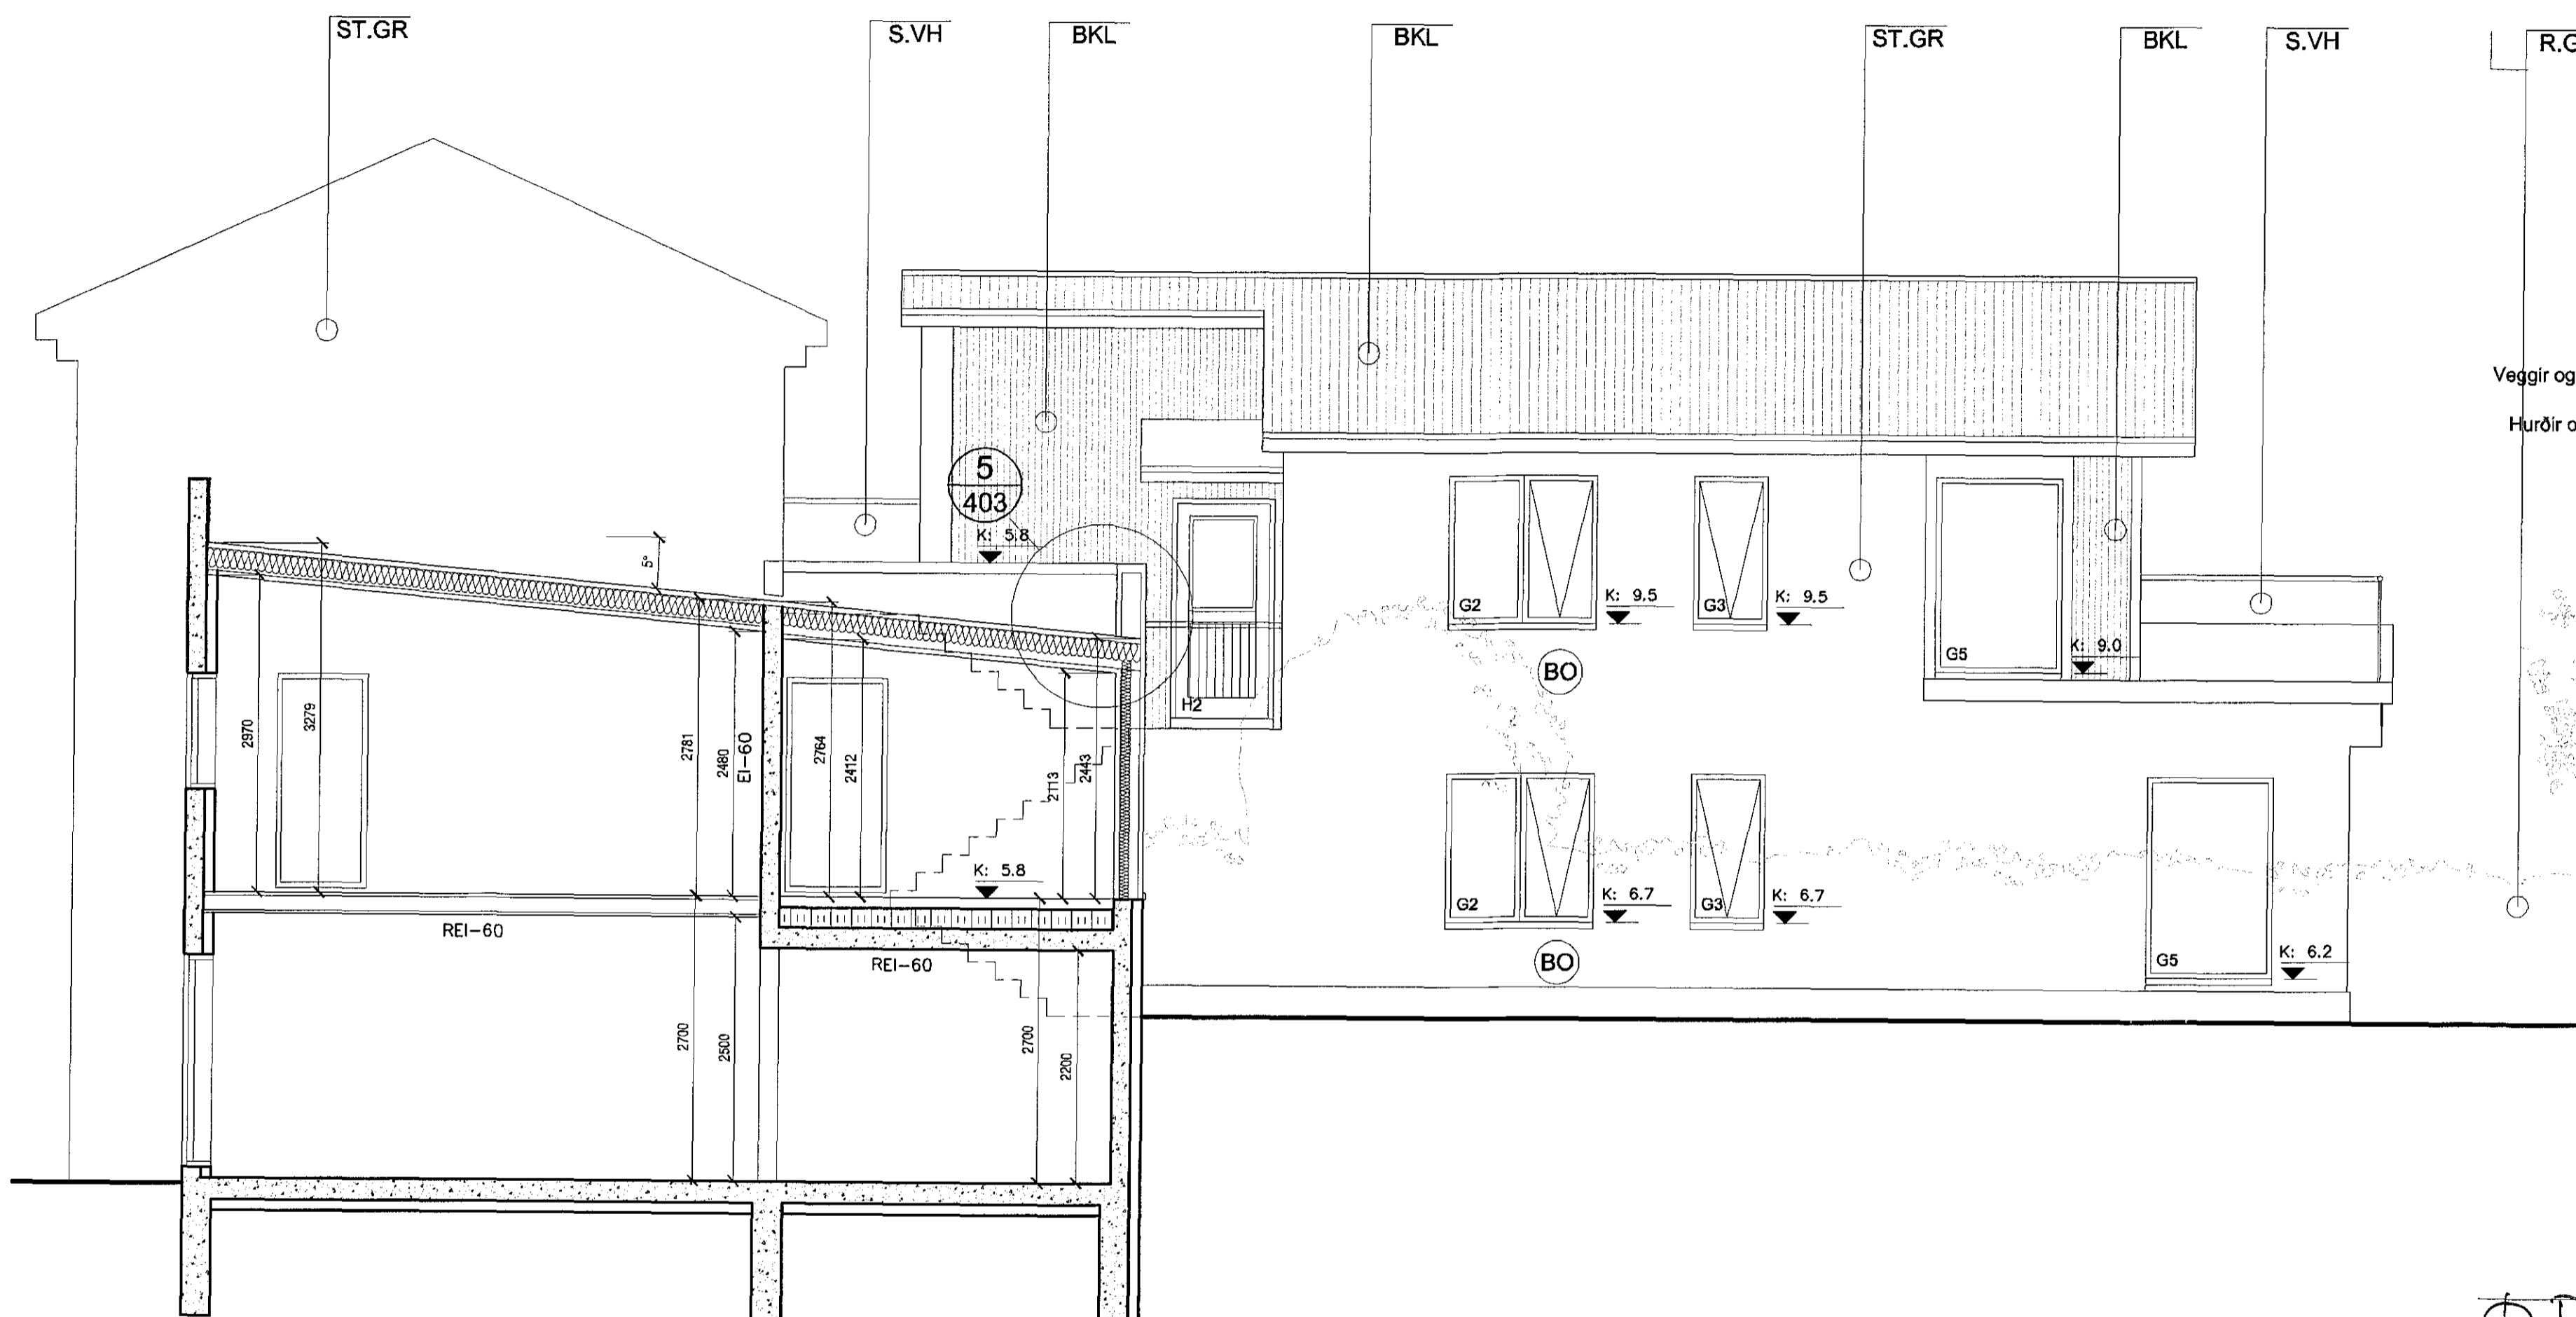 ST.GR
S.VH
BKL
BKL
ST.GR
BKL
S.VH
R.G
Veggir og
Hurðir o
5
403
K: 5.8
5°
G2
K: 9.5
G3
K: 9.5
G5
K: 9.0
BO
H2
2970
3279
2781
2480
EI-60
2764
2412
2113
2443
K: 5.8
G2
K: 6.7
G3
K: 6.7
G5
K: 6.2
BO
REI-60
REI-60
2700
2500
2700
2200